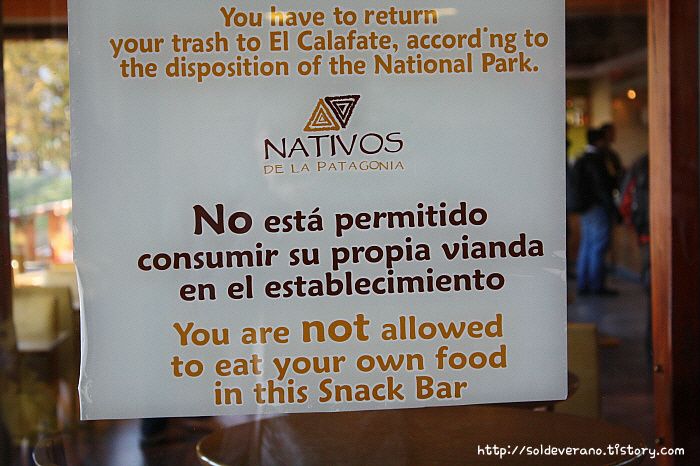 You have to return
your trash to El Calafate, according to
the disposition of the National Park.
NATIVOS
DE LA PATAGONIA
No está permitido
consumir su propia vianda
en el establecimiento
You are not allowed
to eat your own food
in this Snack Bar
http://soldeverano.tistory.com